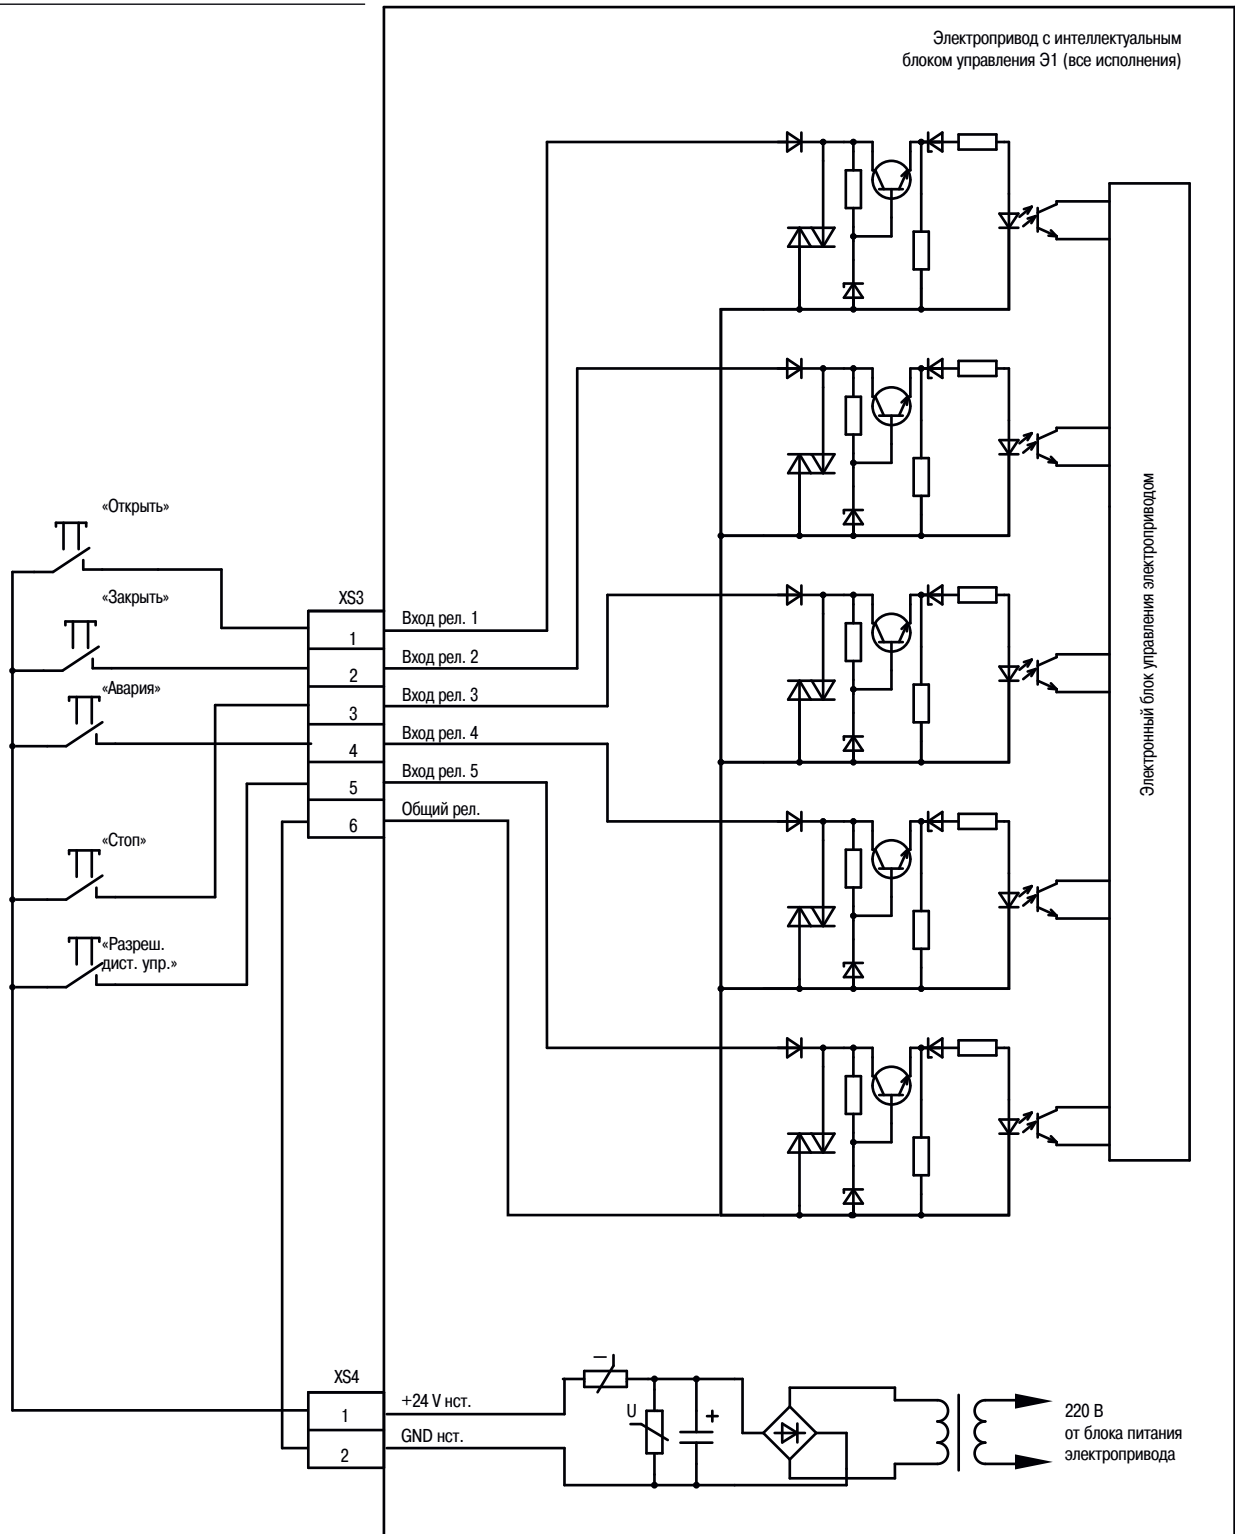 Электропривод с интеллектуальным
блоком управления Э1 (все исполнения)
Электронный блок управления электроприводом
«Открыть»
«Закрыть»
«Авария»
«Стоп»
«Разреш.
дист. упр.»
XS3
1
2
3
4
5
6
Вход рел. 1
Вход рел. 2
Вход рел. 3
Вход рел. 4
Вход рел. 5
Общий рел.
XS4
1
2
+24 V нст.
GND нст.
U
+
220 В
от блока питания
электропривода